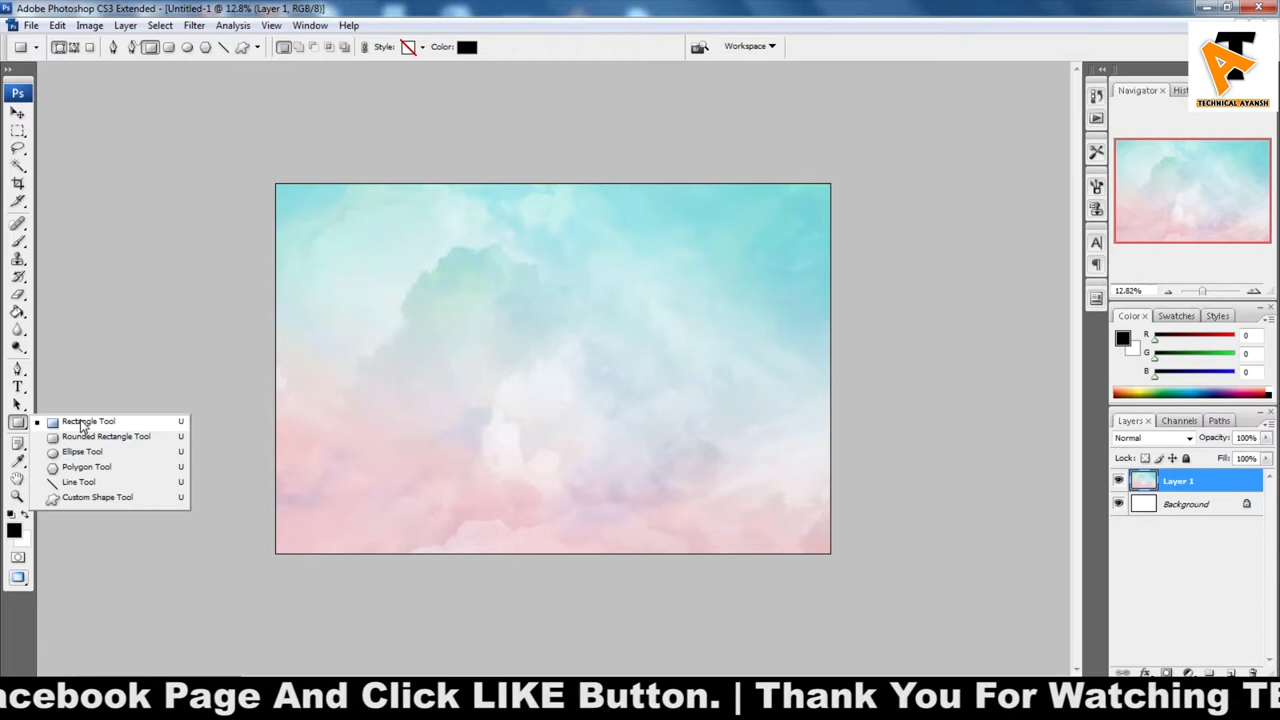 Adobe Photoshop CS3 Extended - [Untitled-1 @ 12.8% (Layer 1, RGB/8)]
File Edit Image Layer Select Filter Analysis View Window Help
Style: Color: Workspace
TECHNICAL AYANSH
Ps
Navigator × Hist
12.82%
Color × Swatches Styles
R 0
G 0
B 0
T
A
Rectangle Tool U
Rounded Rectangle Tool U
Ellipse Tool U
Polygon Tool U
Line Tool U
Custom Shape Tool U
Layers × Channels Paths
Normal Opacity: 100%
Lock: Fill: 100%
Layer 1
Background
acebook Page And Click LIKE Button. | Thank You For Watching TE